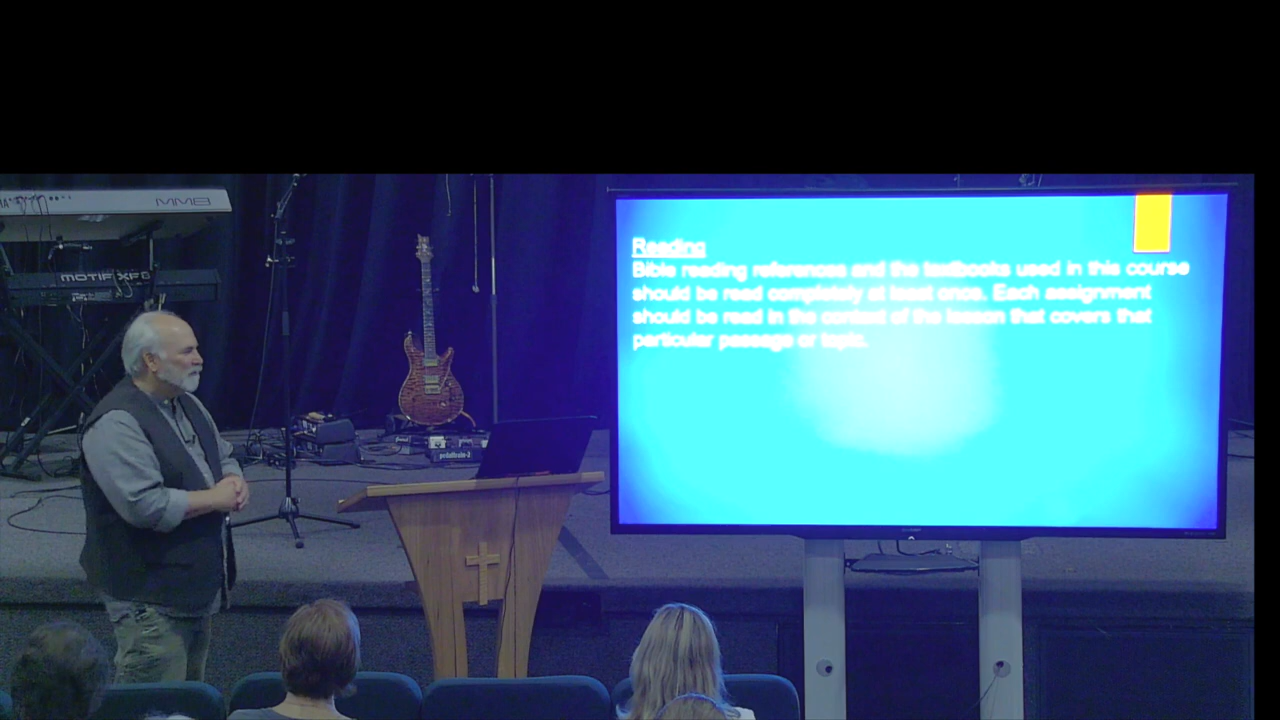 MM8
MOTIF XF8
Reading
Bible reading references and the textbooks used in this course
should be read completely at least once. Each assignment
should be read in the context of the lesson that covers that
particular passage or topic.
pedaltrain-2